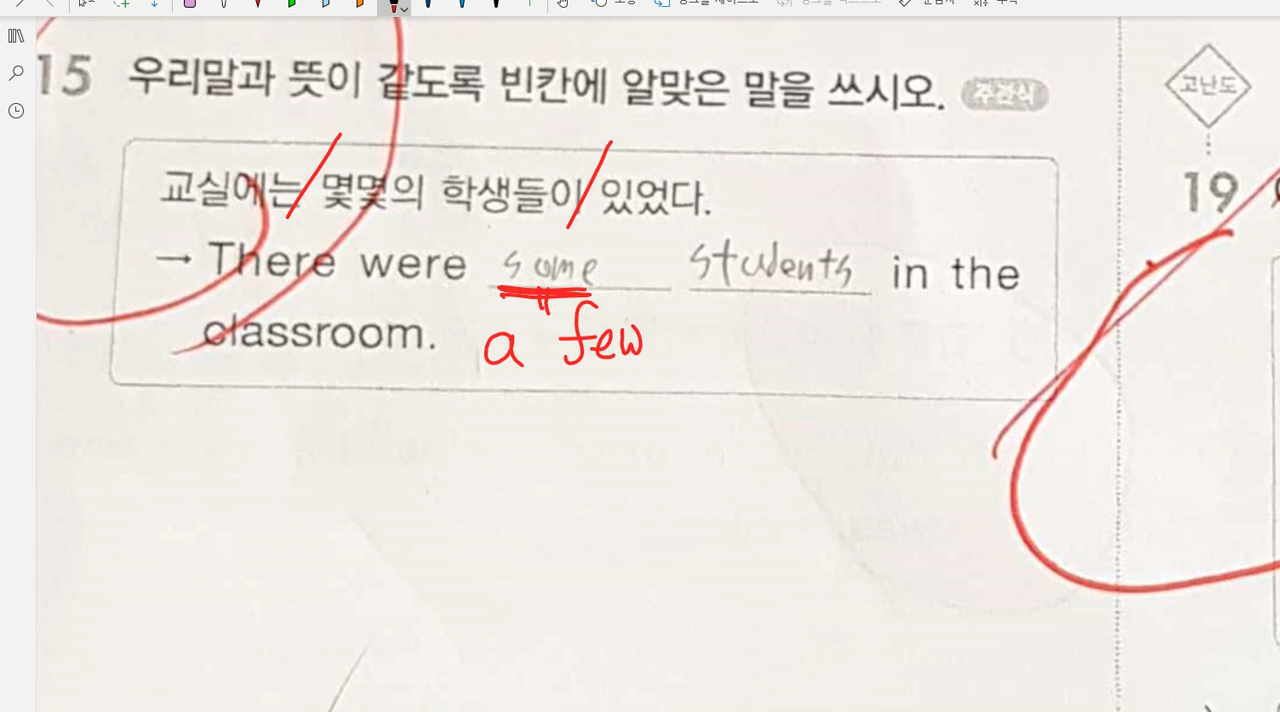 15 우리말과 뜻이 같도록 빈칸에 알맞은 말을 쓰시오. 주관식
교실에는 몇몇의 학생들이 있었다.
→ There were some students in the
classroom. a few
고난도
19